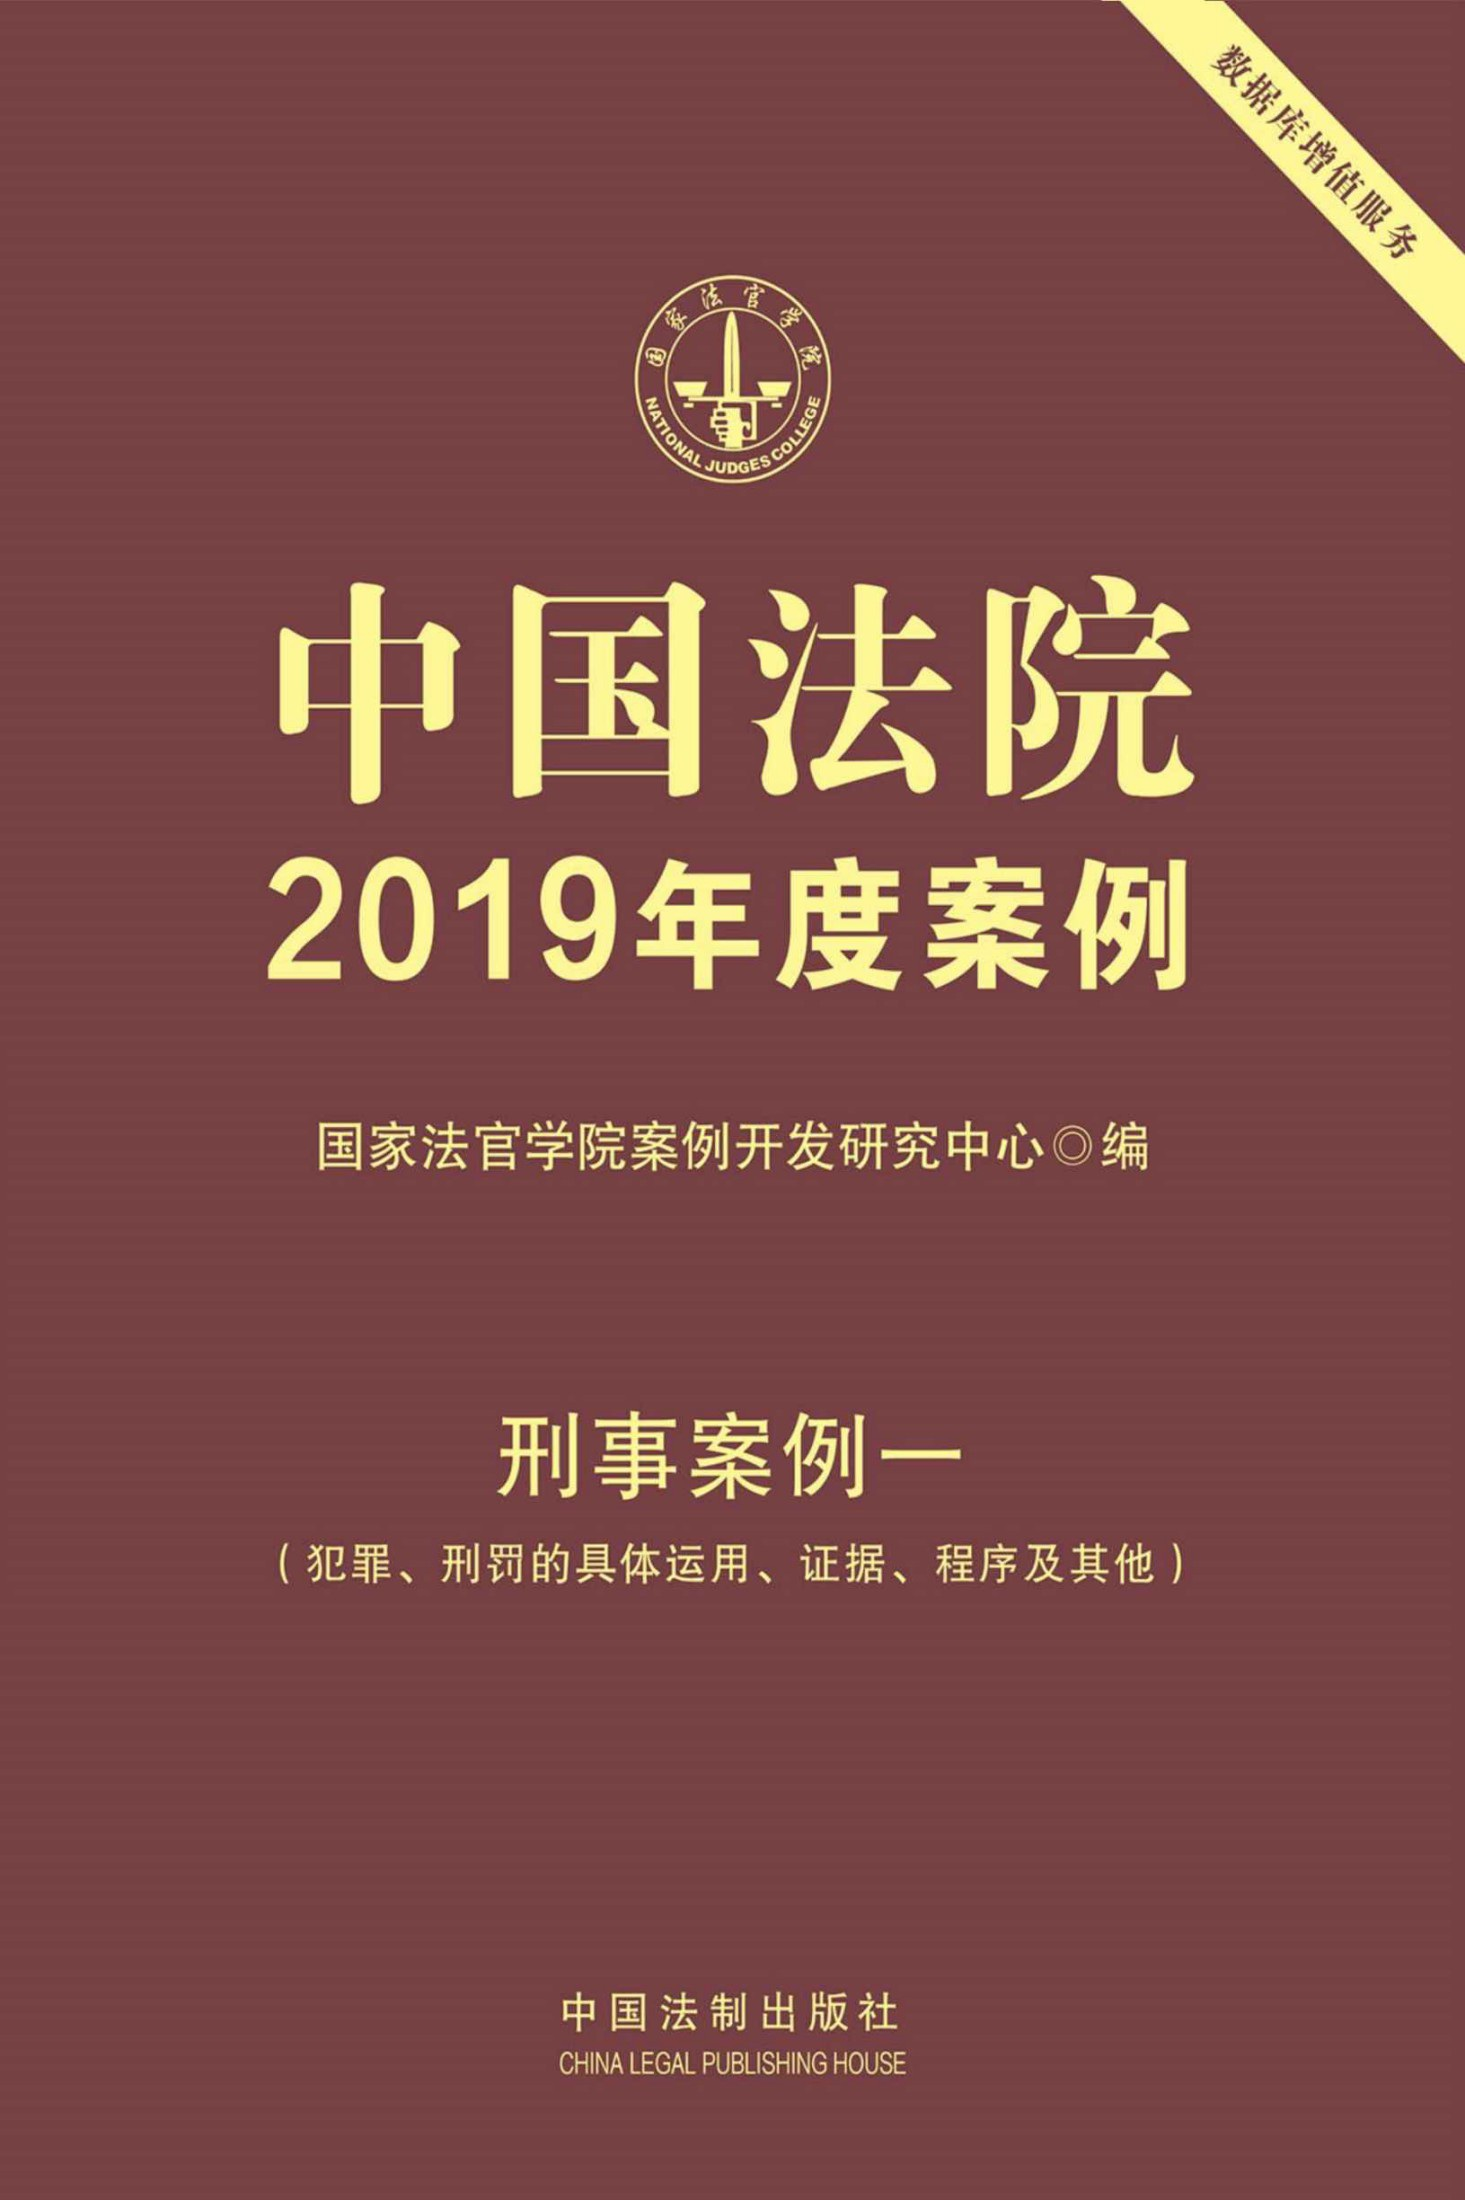 数据库增值服务
国家法官学院
NATIONAL JUDGES COLLEGE
中国法院
2019年度案例
国家法官学院案例开发研究中心◎编
刑事案例一
（犯罪、刑罚的具体运用、证据、程序及其他）
中国法制出版社
CHINA LEGAL PUBLISHING HOUSE